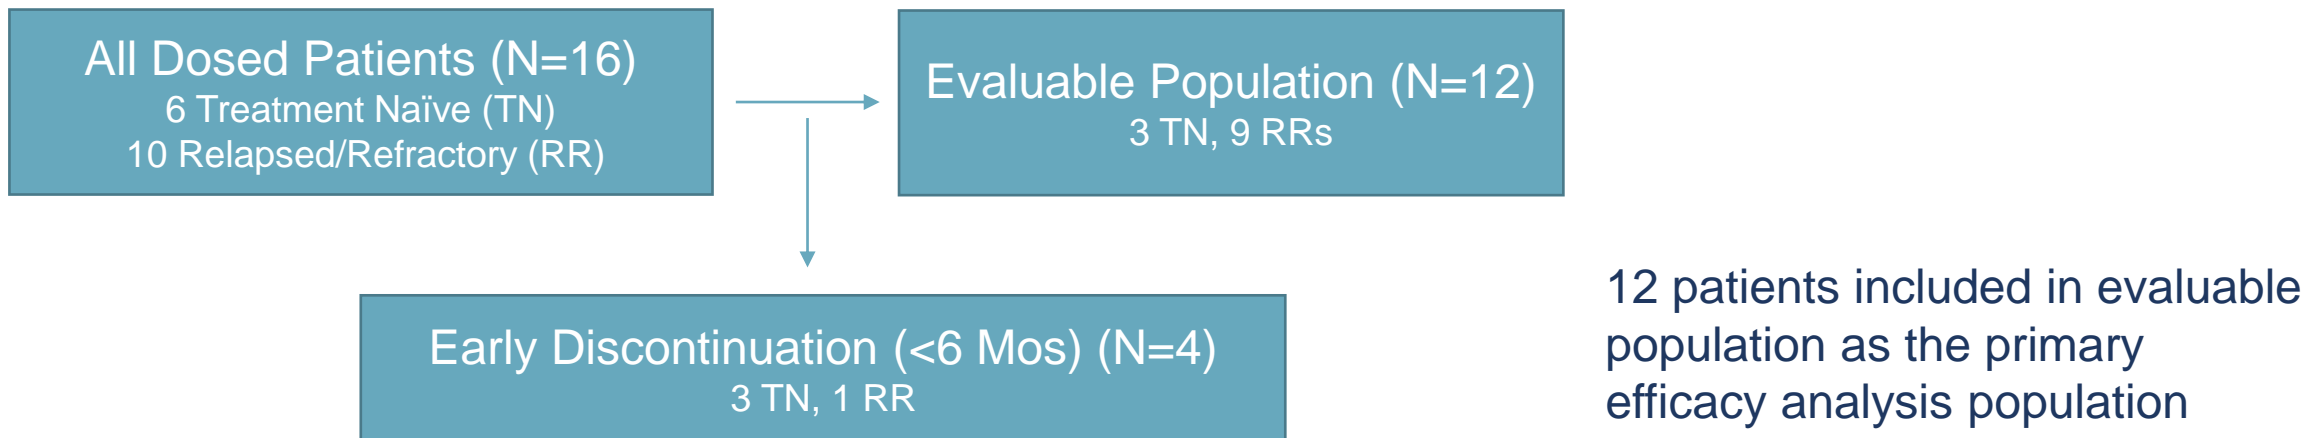 All Dosed Patients (N=16)
6 Treatment Naïve (TN)
10 Relapsed/Refractory (RR)
Evaluable Population (N=12)
3 TN, 9 RRs
Early Discontinuation (<6 Mos) (N=4)
3 TN, 1 RR
12 patients included in evaluable
population as the primary
efficacy analysis population